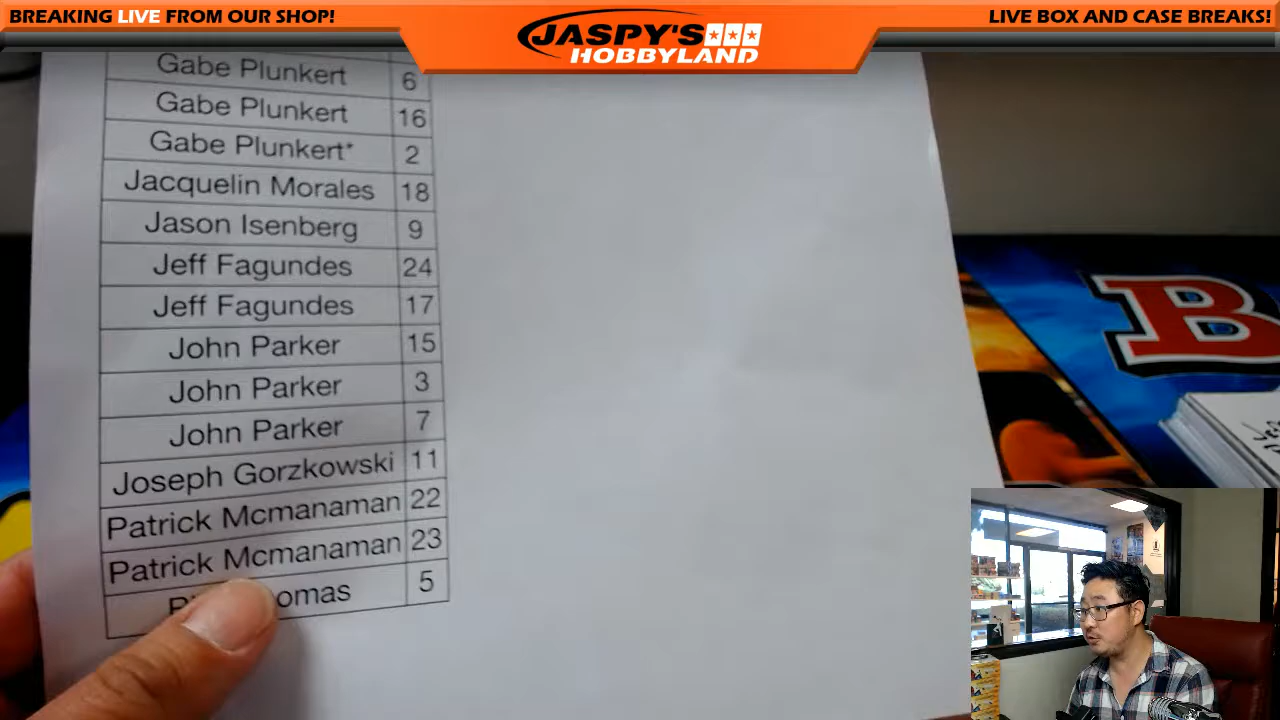 BREAKING LIVE FROM OUR SHOP!
JASPY'S
HOBBYLAND
LIVE BOX AND CASE BREAKS!
Gabe Plunkert 6
Gabe Plunkert 16
Gabe Plunkert* 2
Jacquelin Morales 18
Jason Isenberg 9
Jeff Fagundes 24
Jeff Fagundes 17
John Parker 15
John Parker 3
John Parker 7
Joseph Gorzkowski 11
Patrick Mcmanaman 22
Patrick Mcmanaman 23
5
B